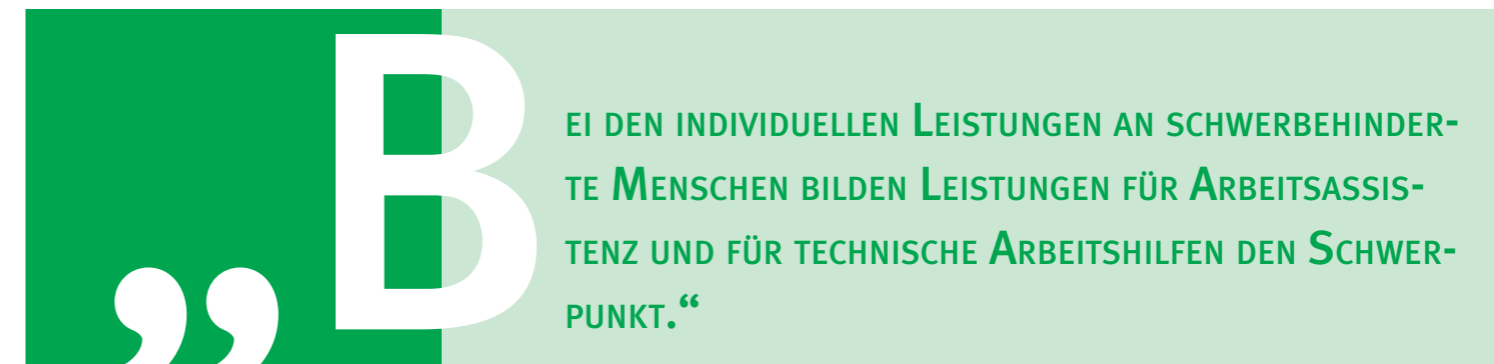 „Bei den individuellen Leistungen an schwerbehinder-
te Menschen bilden Leistungen für Arbeitsassis-
tenz und für technische Arbeitshilfen den Schwer-
punkt.“